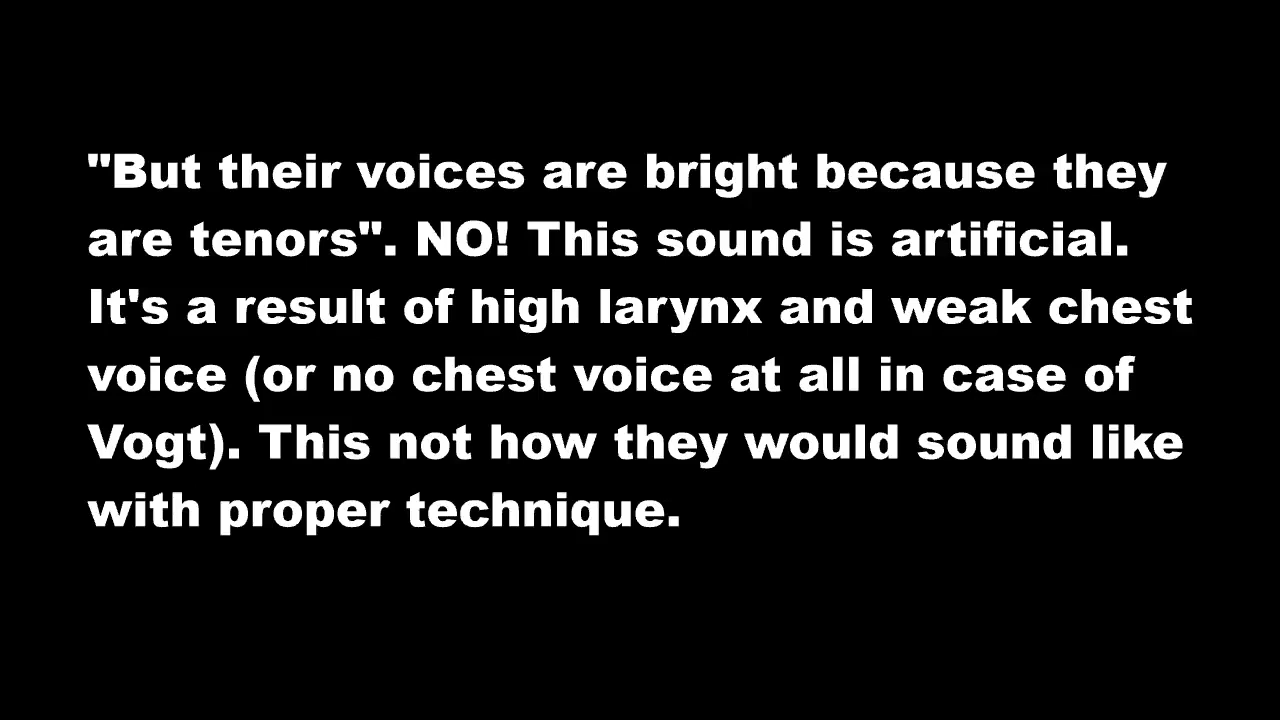 "But their voices are bright because they
are tenors". NO! This sound is artificial.
It's a result of high larynx and weak chest
voice (or no chest voice at all in case of
Vogt). This not how they would sound like
with proper technique.